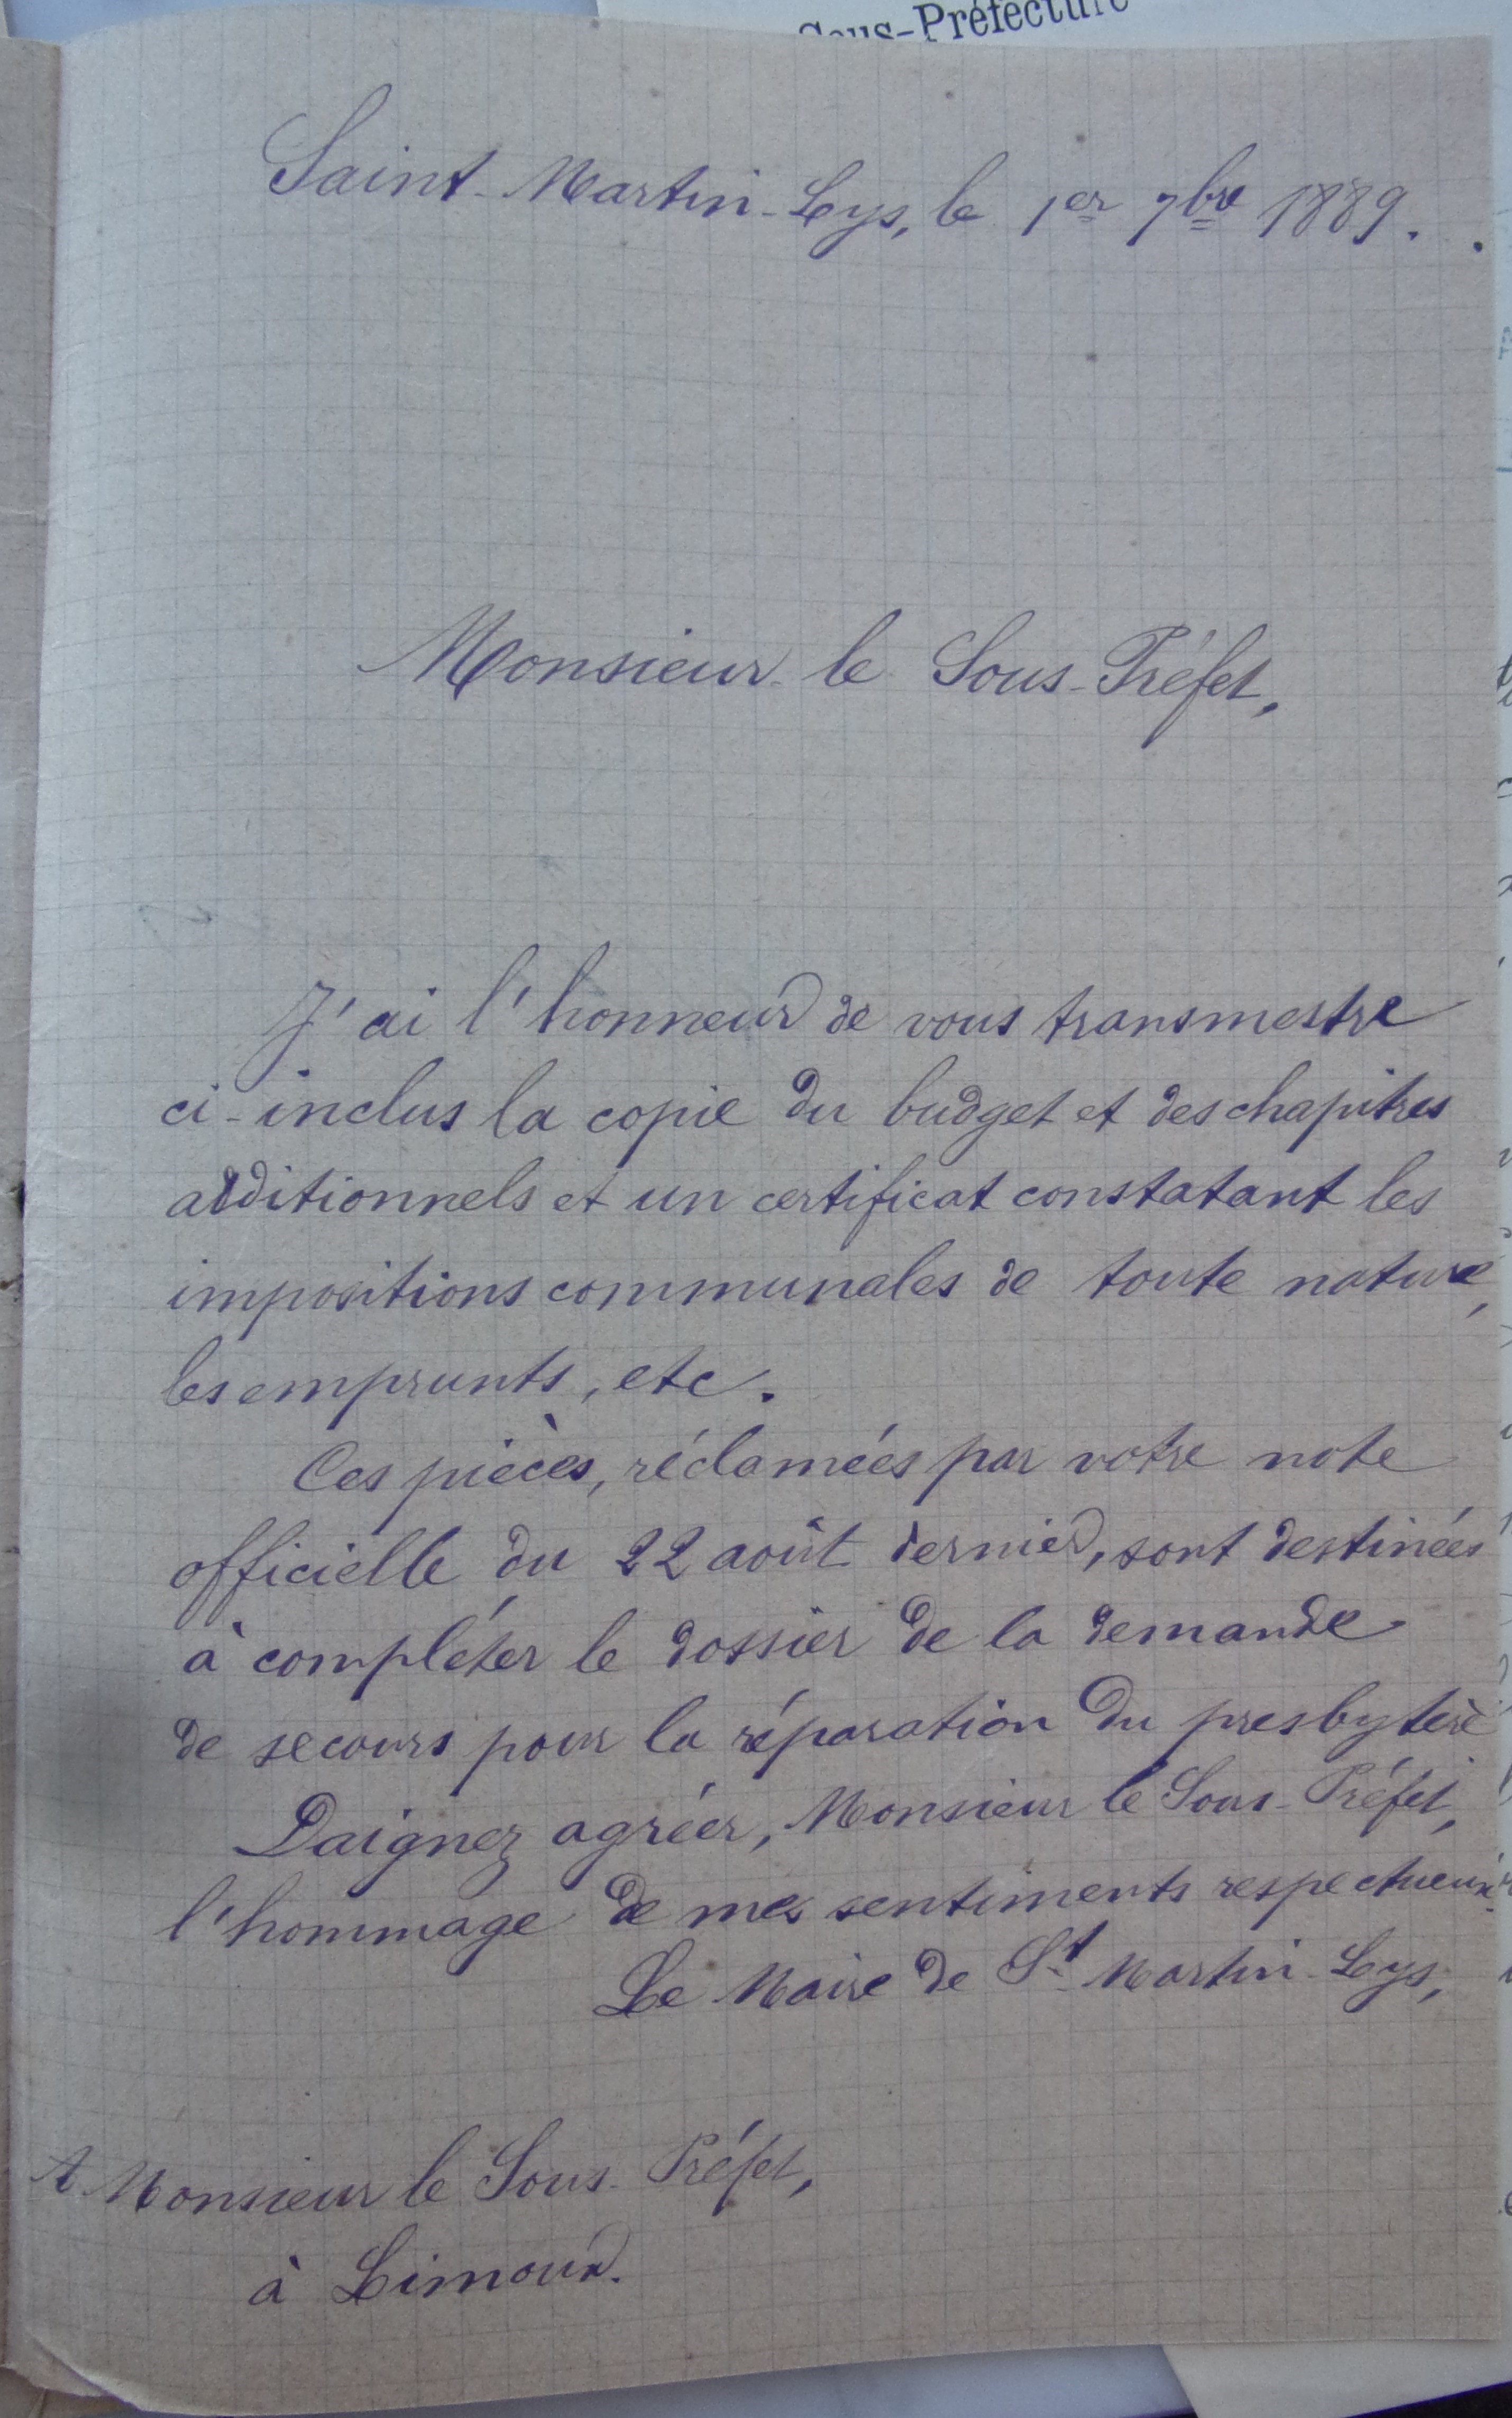 Sous-Préfecture
Saint-Martin-Lys, le 1er 7bre 1889.
Monsieur le Sous-Préfet,
J'ai l'honneur de vous transmettre
ci-inclus la copie du budget et des chapitres
additionnels et un certificat constatant les
impositions communales de toute nature,
les emprunts, etc.
Ces pièces, réclamées par votre note
officielle du 22 août dernier, sont destinées
à compléter le dossier de la demande
de secours pour la réparation du presbytère
Daignez agréer, Monsieur le Sous-Préfet,
l'hommage de mes sentiments respectueux.
Le Maire de St Martin-Lys,
A Monsieur le Sous-Préfet,
à Limoux.